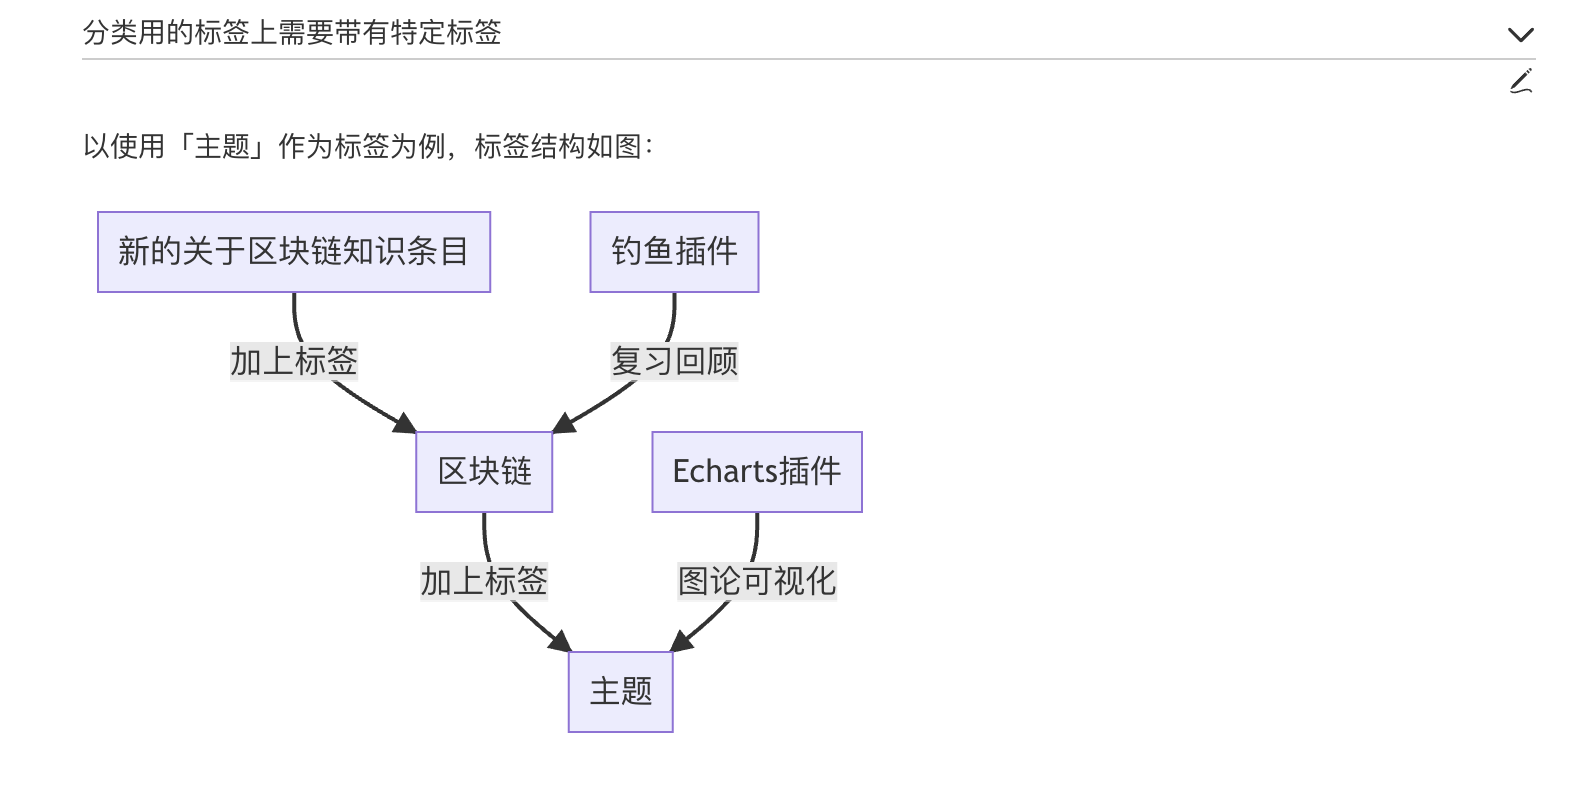 分类用的标签上需要带有特定标签
以使用「主题」作为标签为例，标签结构如图：
新的关于区块链知识条目
钓鱼插件
加上标签
复习回顾
区块链
Echarts插件
加上标签
图论可视化
主题